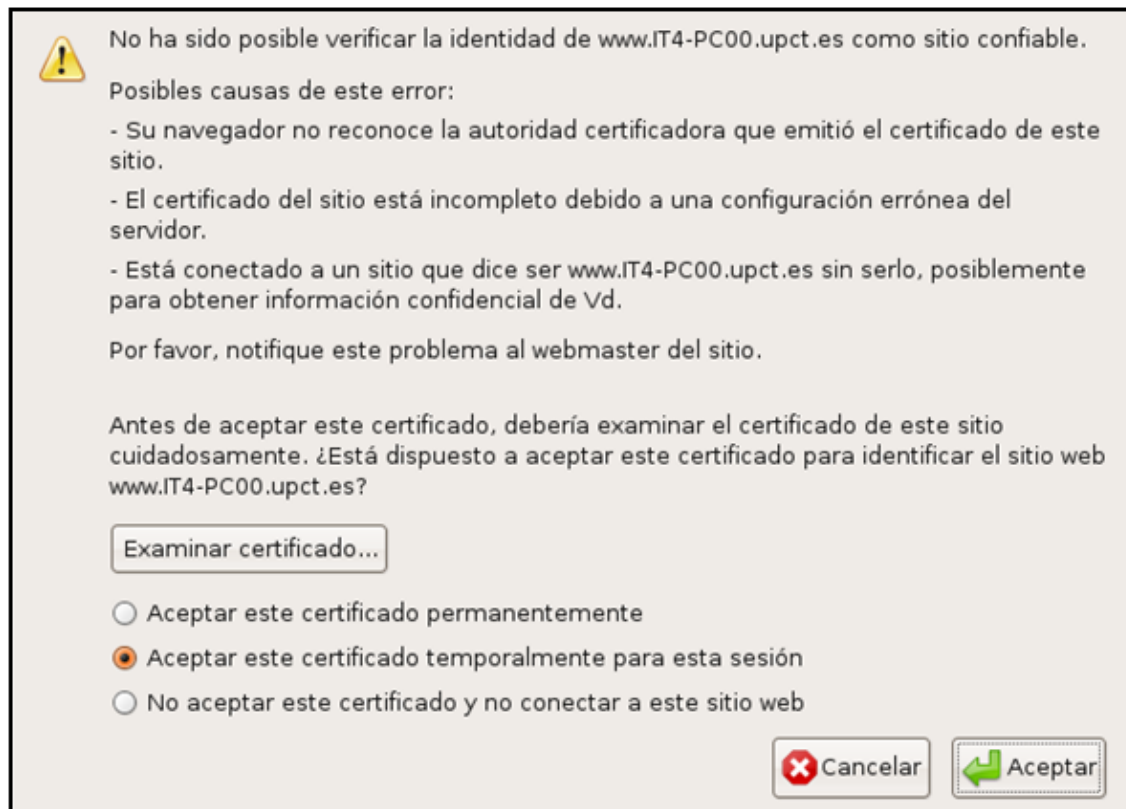 No ha sido posible verificar la identidad de www.IT4-PC00.upct.es como sitio confiable.
Posibles causas de este error:
- Su navegador no reconoce la autoridad certificadora que emitió el certificado de este
sitio.
- El certificado del sitio está incompleto debido a una configuración errónea del
servidor.
- Está conectado a un sitio que dice ser www.IT4-PC00.upct.es sin serlo, posiblemente
para obtener información confidencial de Vd.
Por favor, notifique este problema al webmaster del sitio.
Antes de aceptar este certificado, debería examinar el certificado de este sitio
cuidadosamente. ¿Está dispuesto a aceptar este certificado para identificar el sitio web
www.IT4-PC00.upct.es?
Examinar certificado...
Aceptar este certificado permanentemente
Aceptar este certificado temporalmente para esta sesión
No aceptar este certificado y no conectar a este sitio web
Cancelar
Aceptar